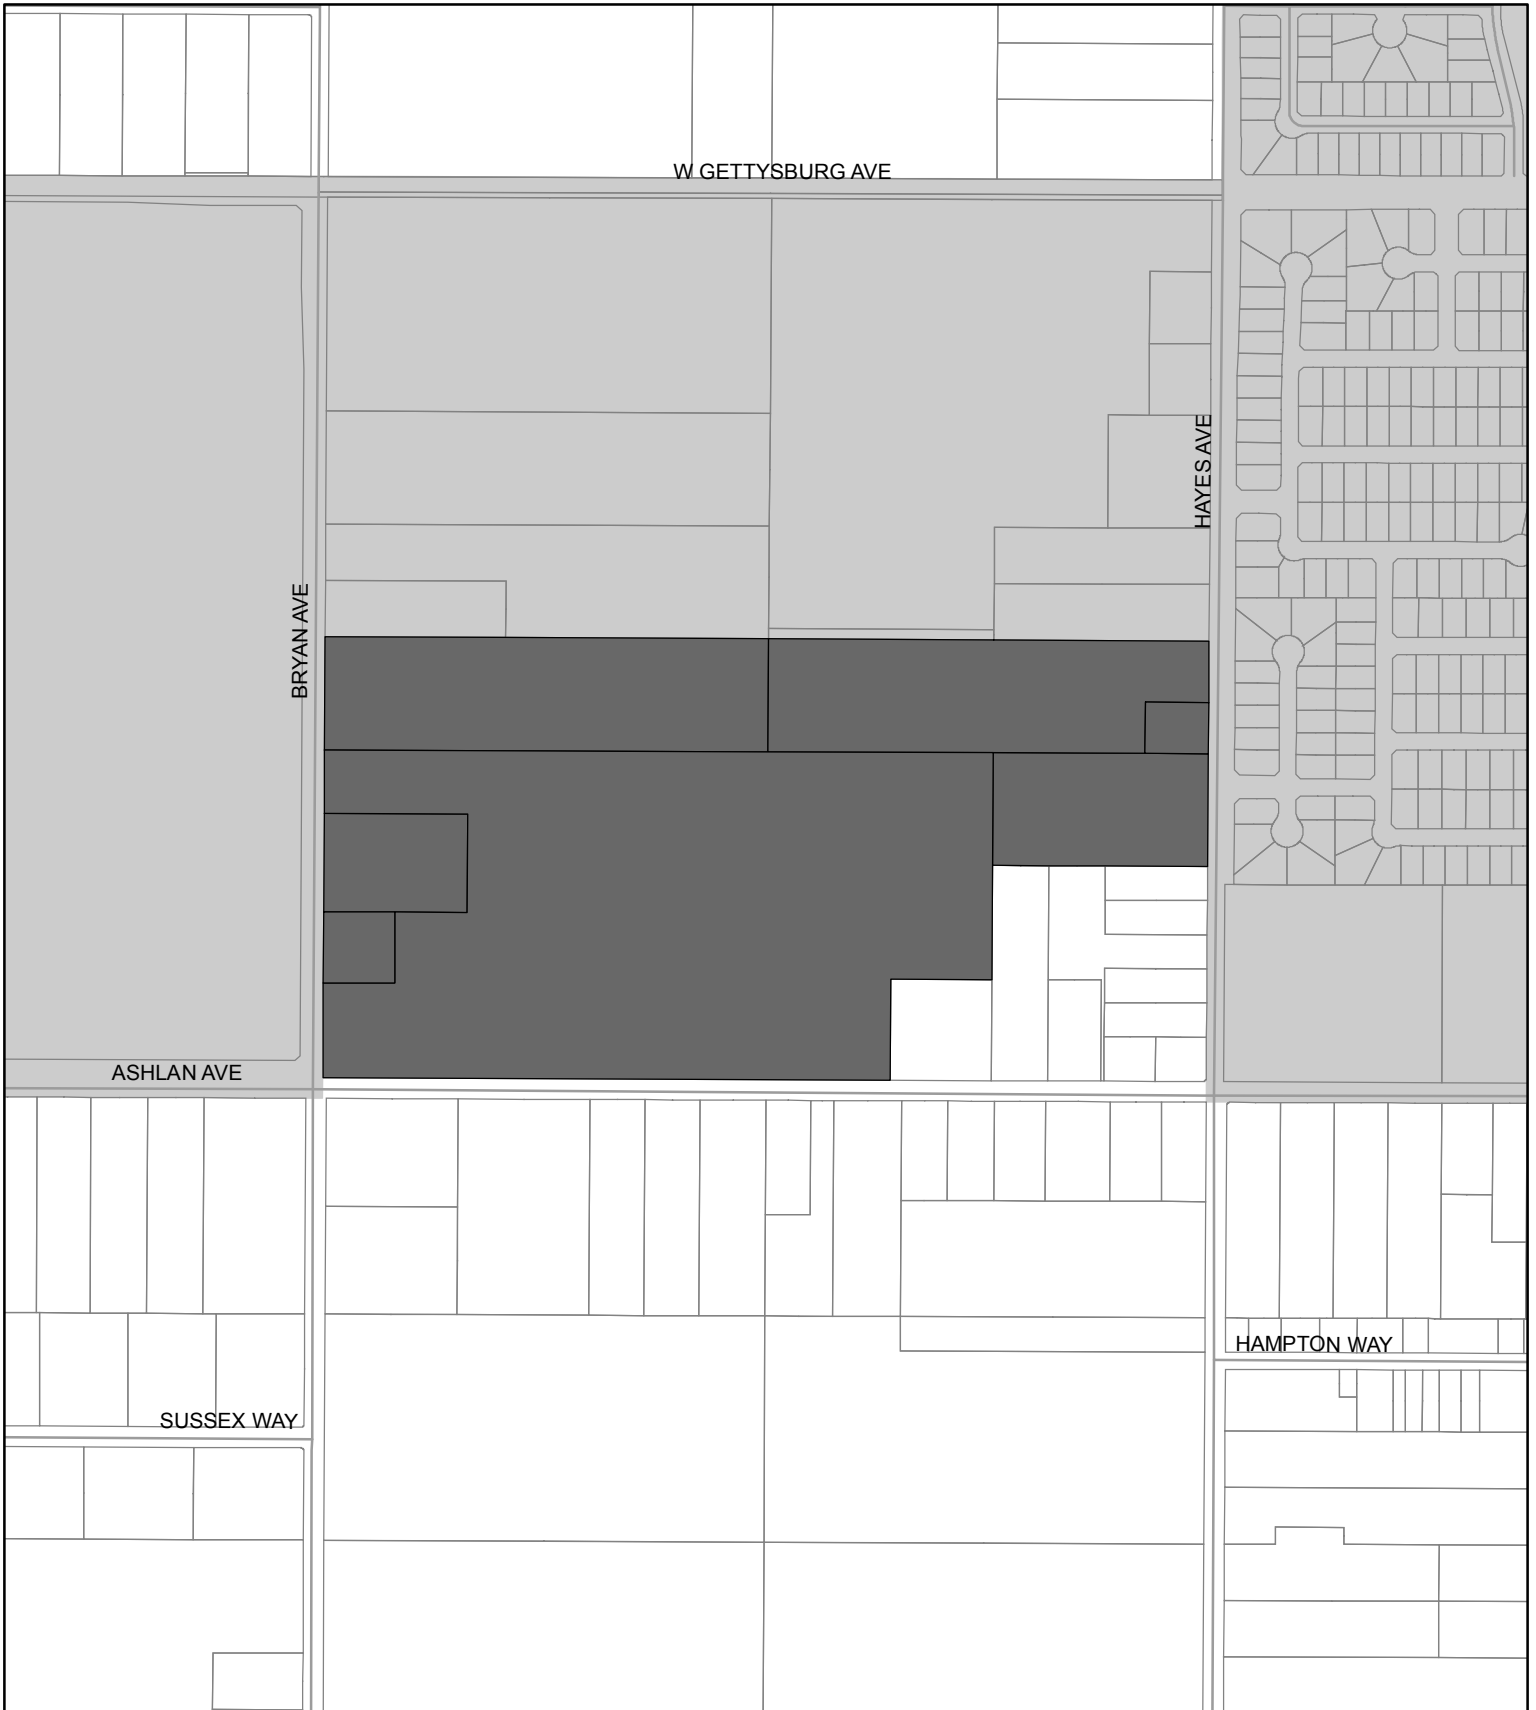 W GETTYSBURG AVE
HAYES AVE
BRYAN AVE
ASHLAN AVE
HAMPTON WAY
SUSSEX WAY